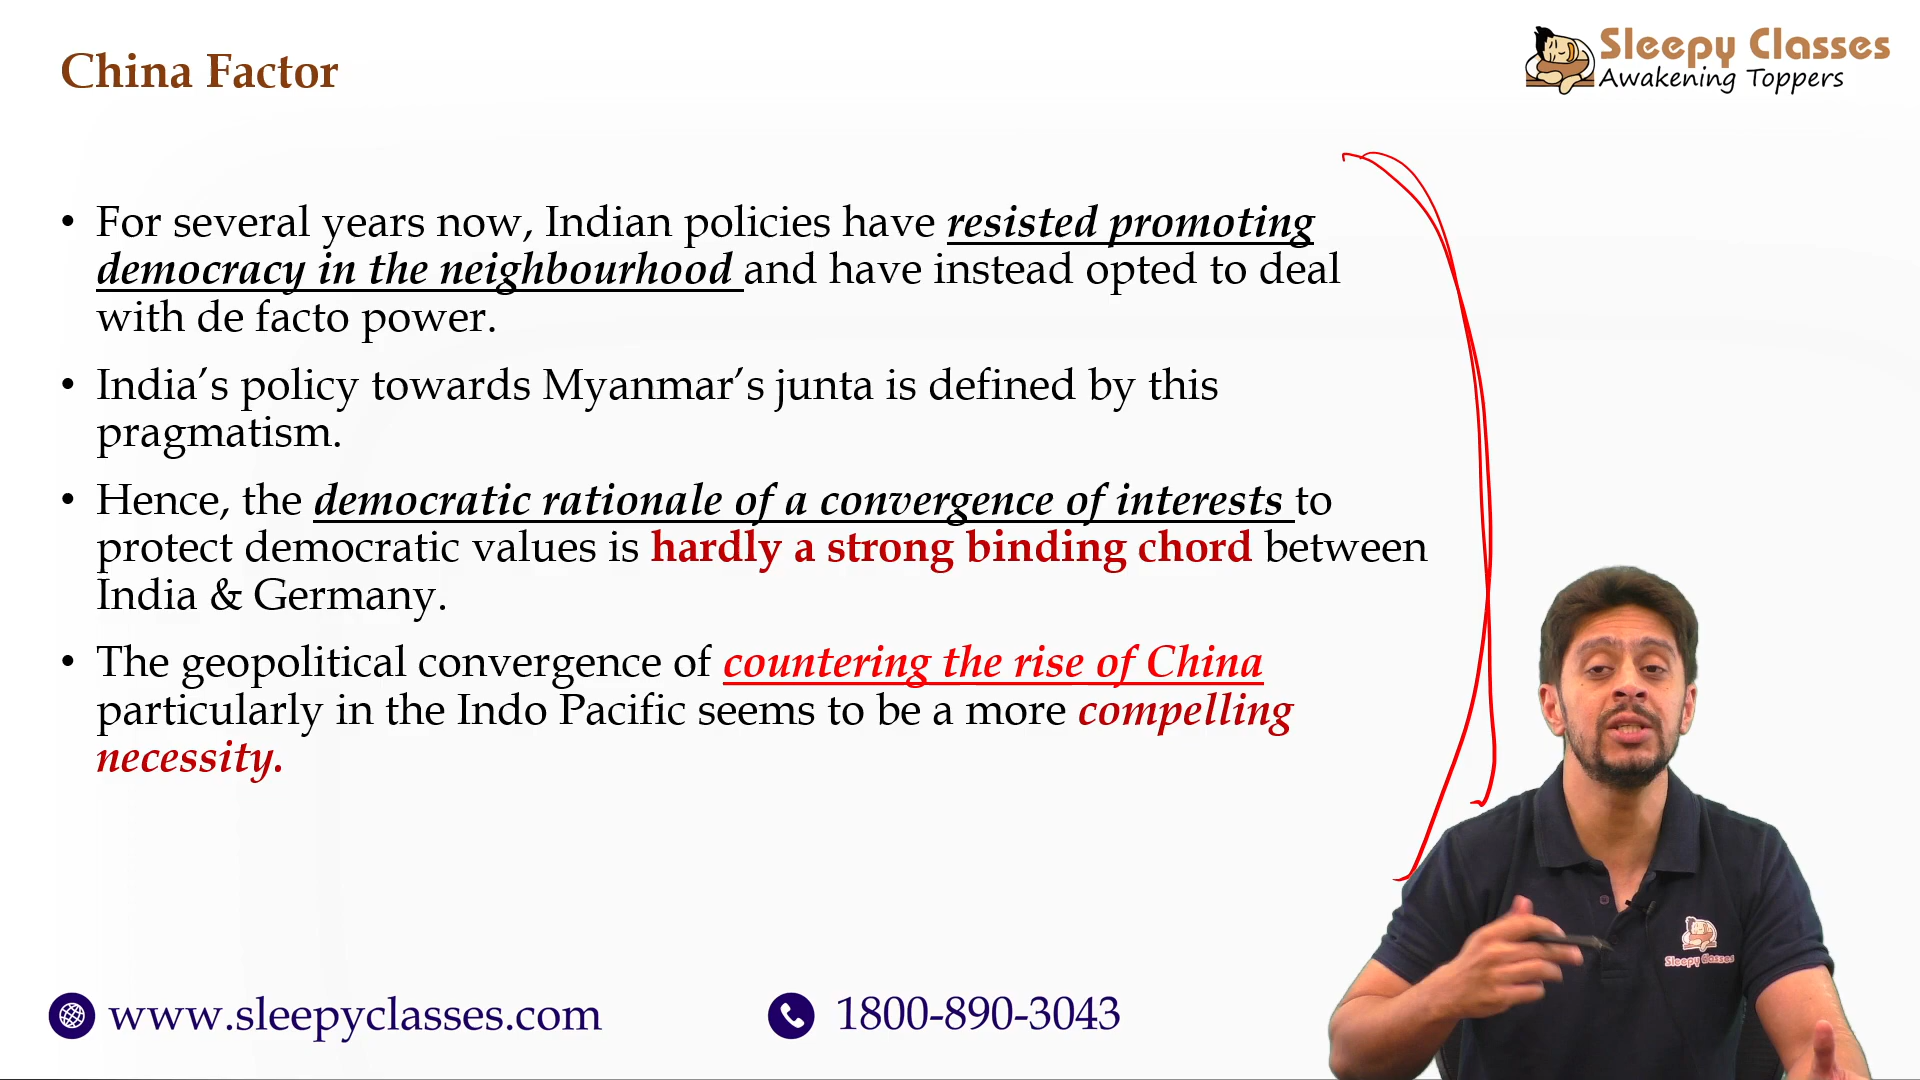 China Factor
Sleepy Classes
Awakening Toppers
• For several years now, Indian policies have resisted promoting
democracy in the neighbourhood and have instead opted to deal
with de facto power.
• India’s policy towards Myanmar’s junta is defined by this
pragmatism.
• Hence, the democratic rationale of a convergence of interests to
protect democratic values is hardly a strong binding chord between
India & Germany.
• The geopolitical convergence of countering the rise of China
particularly in the Indo Pacific seems to be a more compelling
necessity.
Sleepy Classes
www.sleepyclasses.com
1800-890-3043